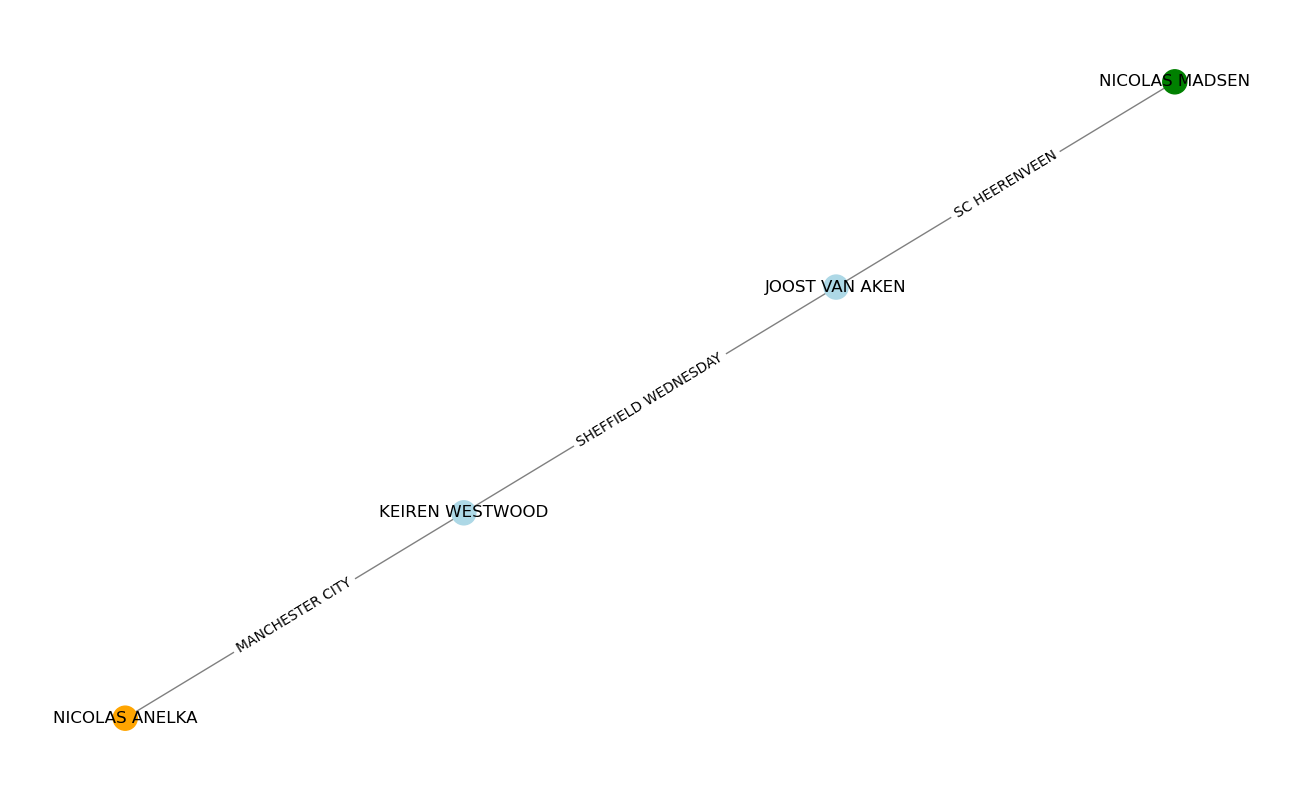 NICOLAS MADSEN
SC HEERENVEEN
JOOST VAN AKEN
SHEFFIELD WEDNESDAY
KEIREN WESTWOOD
MANCHESTER CITY
NICOLAS ANELKA